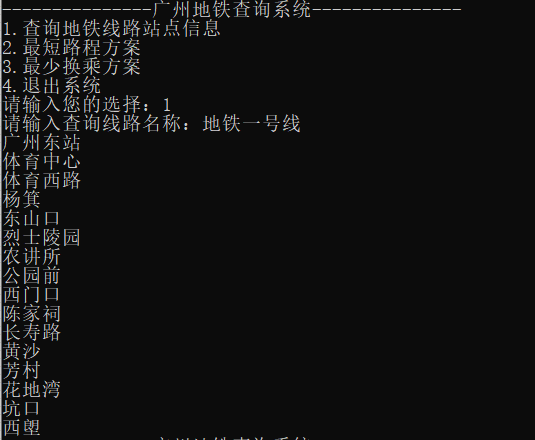 ---------------广州地铁查询系统---------------
1.查询地铁线路站点信息
2.最短路程方案
3.最少换乘方案
4.退出系统
请输入您的选择：1
请输入查询线路名称：地铁一号线
广州东站
体育中心
体育西路
杨箕
东山口
烈士陵园
农讲所
公园前
西门口
陈家祠
长寿路
黄沙
芳村
花地湾
坑口
西塱